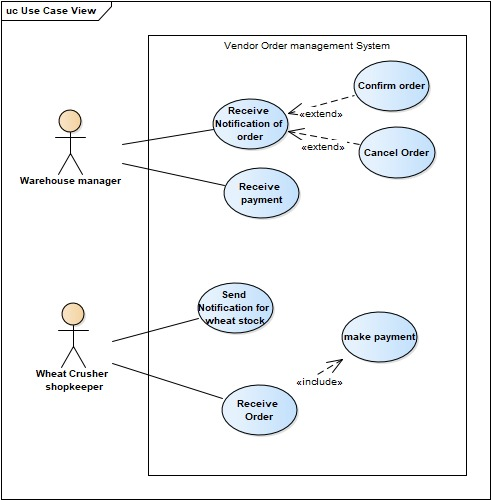 uc Use Case View
Vendor Order management System
Confirm order
Receive
Notification of
order
«extend»
«extend»
Cancel Order
Warehouse manager
Receive
payment
Send
Notification for
wheat stock
make payment
Wheat Crusher
shopkeeper
«include»
Receive
Order